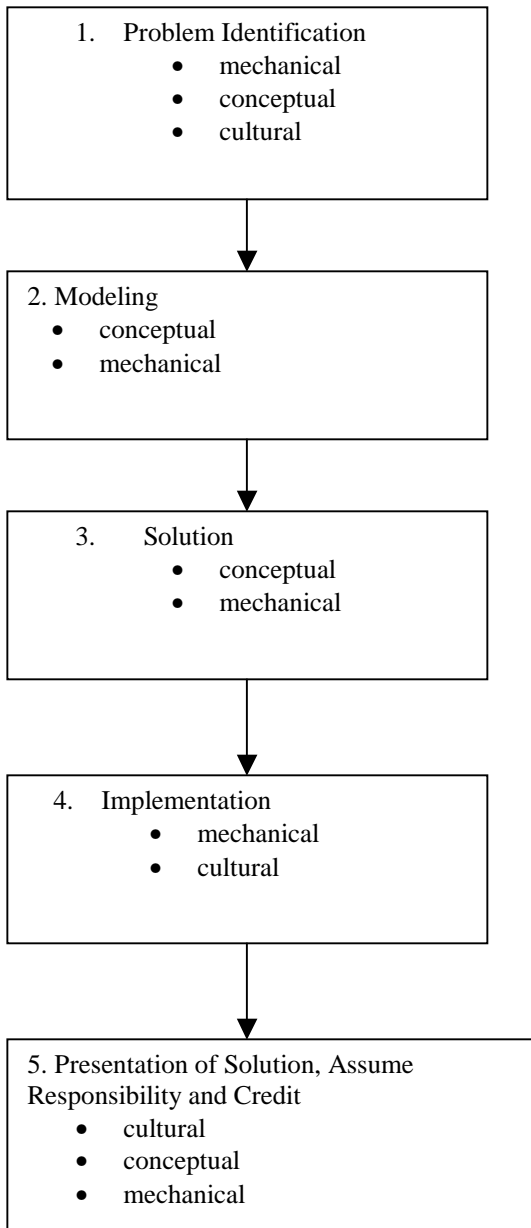 1. Problem Identification
• mechanical
• conceptual
• cultural
2. Modeling
• conceptual
• mechanical
3. Solution
• conceptual
• mechanical
4. Implementation
• mechanical
• cultural
5. Presentation of Solution, Assume
Responsibility and Credit
• cultural
• conceptual
• mechanical